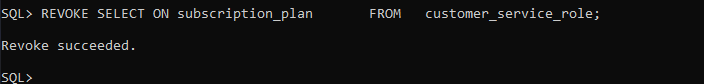 SQL> REVOKE SELECT ON subscription_plan       FROM   customer_service_role;
Revoke succeeded.
SQL>